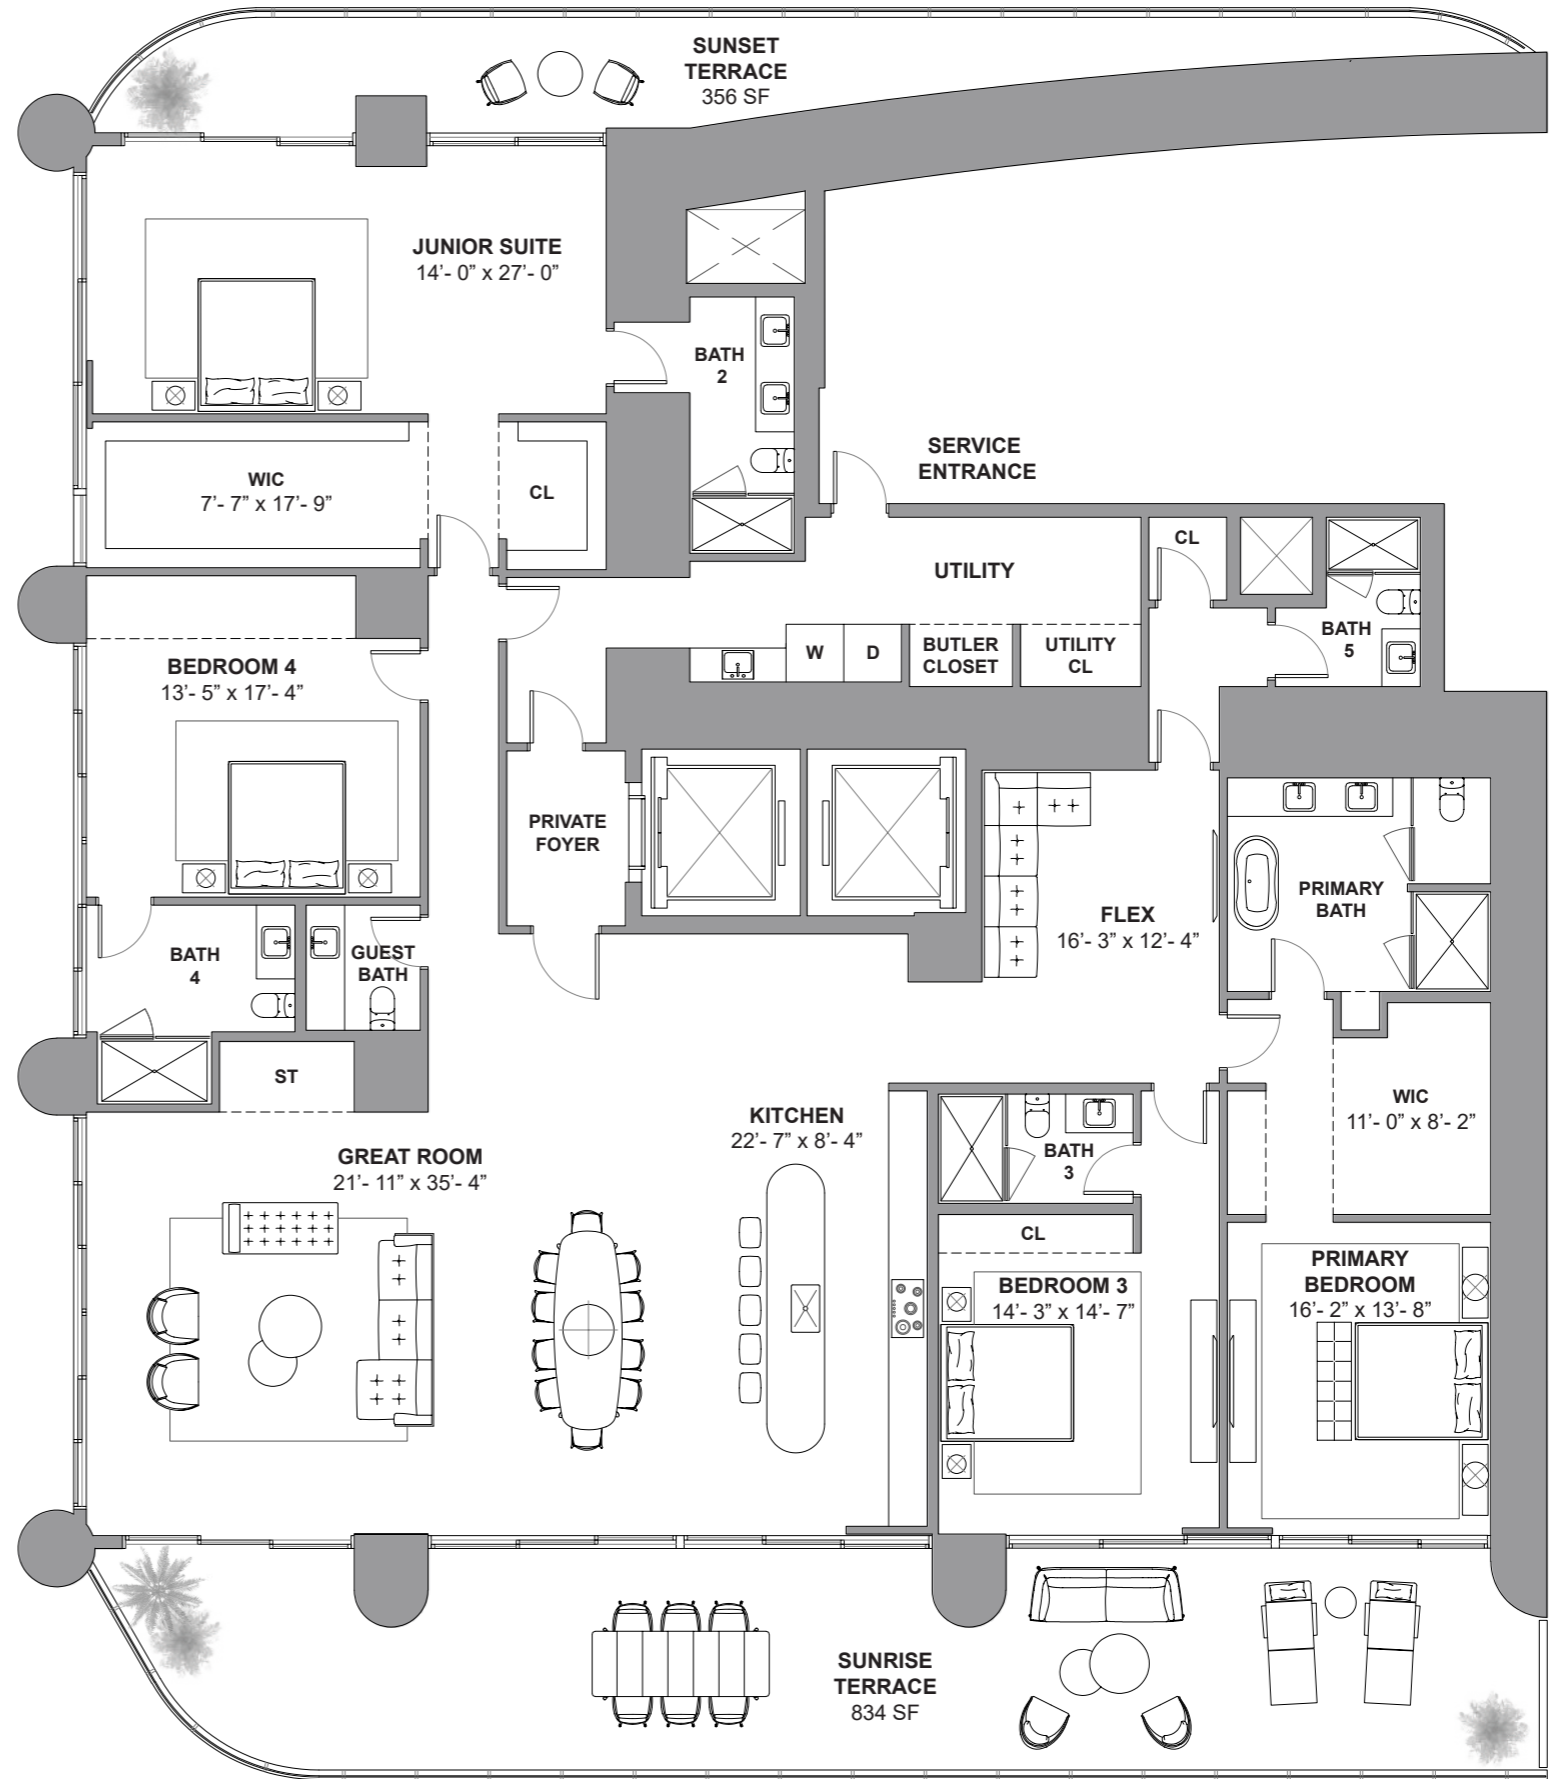 SUNSET
TERRACE
356 SF
JUNIOR SUITE
14’- 0” x 27’- 0”
BATH
2
SERVICE
ENTRANCE
WIC
7’- 7” x 17’- 9”
CL
CL
UTILITY
BATH
5
W
D
BUTLER
CLOSET
UTILITY
CL
BEDROOM 4
13’- 5” x 17’- 4”
PRIVATE
FOYER
FLEX
16’- 3” x 12’- 4”
PRIMARY
BATH
BATH
4
GUEST
BATH
ST
WIC
11’- 0” x 8’- 2”
KITCHEN
22’- 7” x 8’- 4”
GREAT ROOM
21’- 11” x 35’- 4”
BATH
3
CL
BEDROOM 3
14’- 3” x 14’- 7”
PRIMARY
BEDROOM
16’- 2” x 13’- 8”
SUNRISE
TERRACE
834 SF